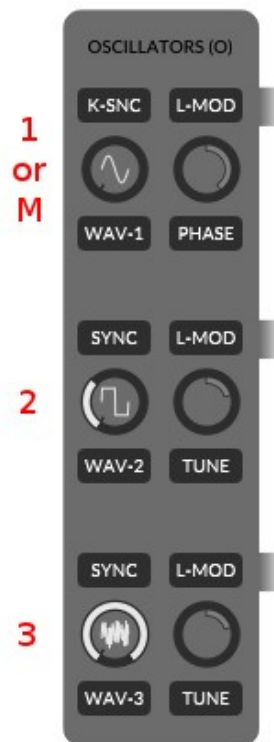 OSCILLATORS (O)
K-SNC L-MOD
1
or
M
WAV-1 PHASE
SYNC L-MOD
2
WAV-2 TUNE
SYNC L-MOD
3
WAV-3 TUNE